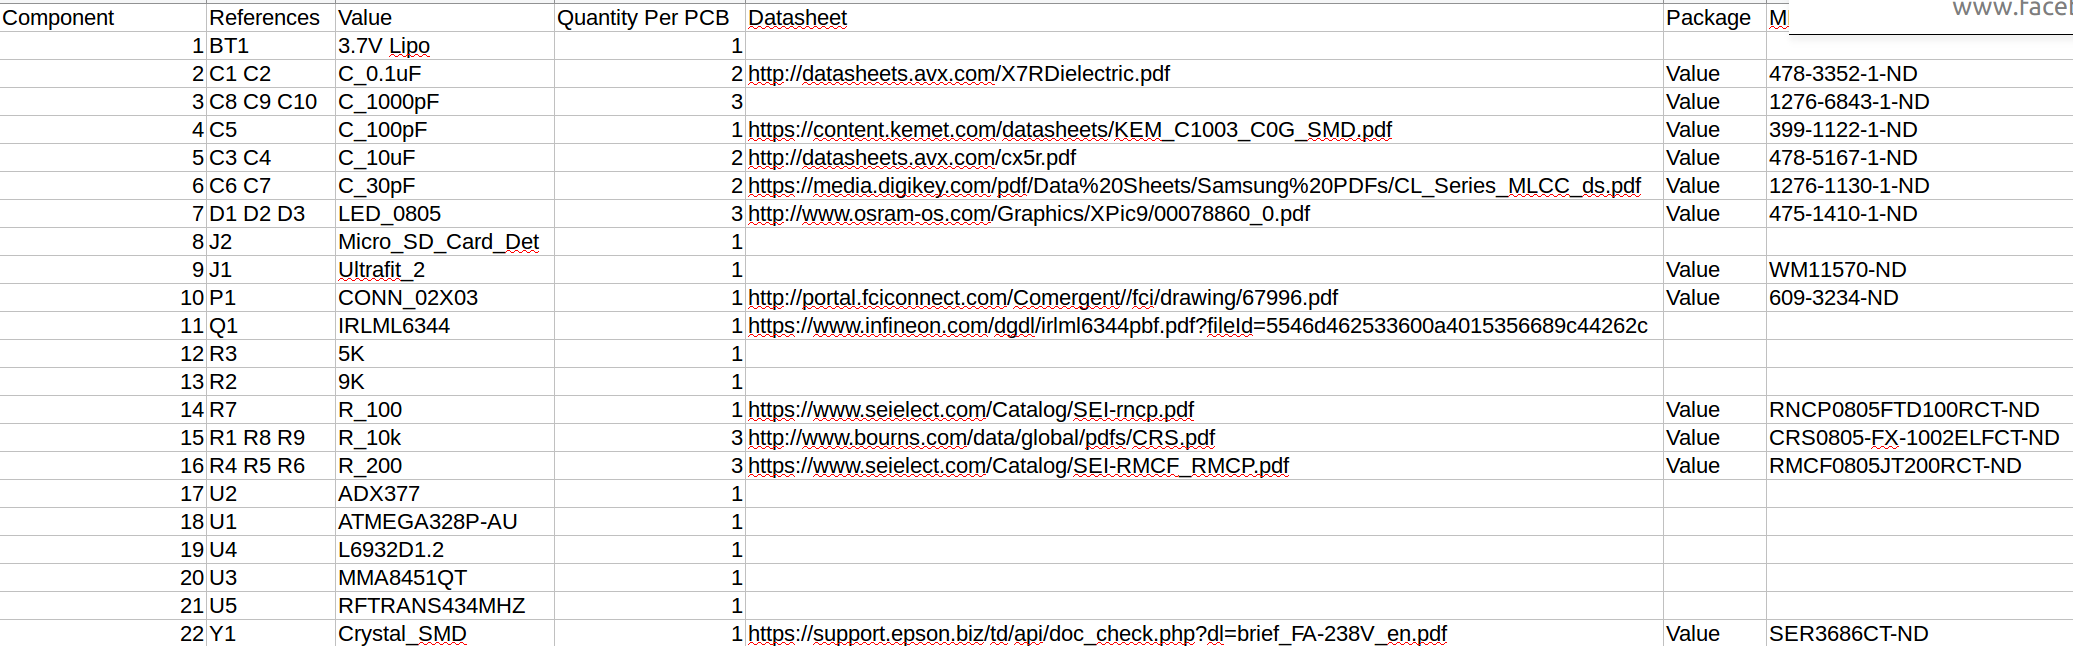 www.faceb
Component References Value Quantity Per PCB Datasheet Package M
1 BT1 3.7V Lipo 1
2 C1 C2 C_0.1uF 2 http://datasheets.avx.com/X7RDielectric.pdf Value 478-3352-1-ND
3 C8 C9 C10 C_1000pF 3 Value 1276-6843-1-ND
4 C5 C_100pF 1 https://content.kemet.com/datasheets/KEM_C1003_C0G_SMD.pdf Value 399-1122-1-ND
5 C3 C4 C_10uF 2 http://datasheets.avx.com/cx5r.pdf Value 478-5167-1-ND
6 C6 C7 C_30pF 2 https://media.digikey.com/pdf/Data%20Sheets/Samsung%20PDFs/CL_Series_MLCC_ds.pdf Value 1276-1130-1-ND
7 D1 D2 D3 LED_0805 3 http://www.osram-os.com/Graphics/XPic9/00078860_0.pdf Value 475-1410-1-ND
8 J2 Micro_SD_Card_Det 1
9 J1 Ultrafit_2 1 Value WM11570-ND
10 P1 CONN_02X03 1 http://portal.fciconnect.com/Comergent//fci/drawing/67996.pdf Value 609-3234-ND
11 Q1 IRLML6344 1 https://www.infineon.com/dgdl/irlml6344pbf.pdf?fileId=5546d462533600a4015356689c44262c
12 R3 5K 1
13 R2 9K 1
14 R7 R_100 1 https://www.seielect.com/Catalog/SEI-rncp.pdf Value RNCP0805FTD100RCT-ND
15 R1 R8 R9 R_10k 3 http://www.bourns.com/data/global/pdfs/CRS.pdf Value CRS0805-FX-1002ELFCT-ND
16 R4 R5 R6 R_200 3 https://www.seielect.com/Catalog/SEI-RMCF_RMCP.pdf Value RMCF0805JT200RCT-ND
17 U2 ADX377 1
18 U1 ATMEGA328P-AU 1
19 U4 L6932D1.2 1
20 U3 MMA8451QT 1
21 U5 RFTRANS434MHZ 1
22 Y1 Crystal_SMD 1 https://support.epson.biz/td/api/doc_check.php?dl=brief_FA-238V_en.pdf Value SER3686CT-ND